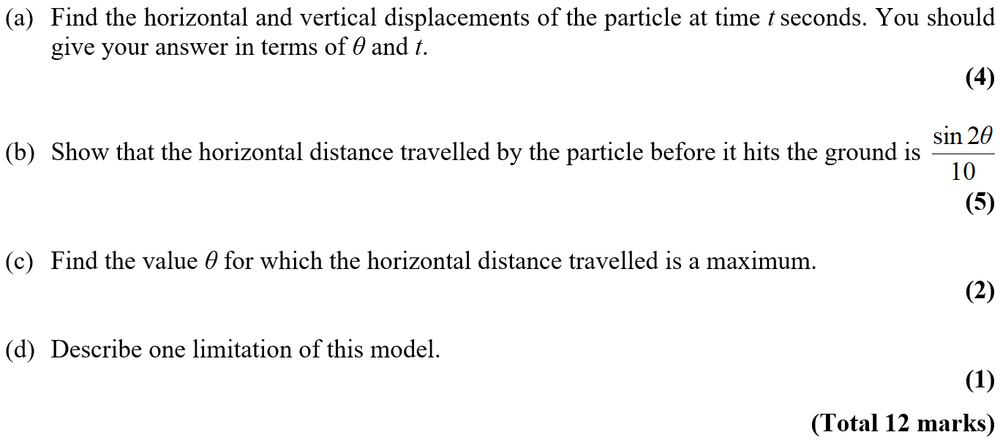 (a) Find the horizontal and vertical displacements of the particle at time t seconds. You should
give your answer in terms of θ and t.
(4)
(b) Show that the horizontal distance travelled by the particle before it hits the ground is sin 2θ / 10
(5)
(c) Find the value θ for which the horizontal distance travelled is a maximum.
(2)
(d) Describe one limitation of this model.
(1)
(Total 12 marks)